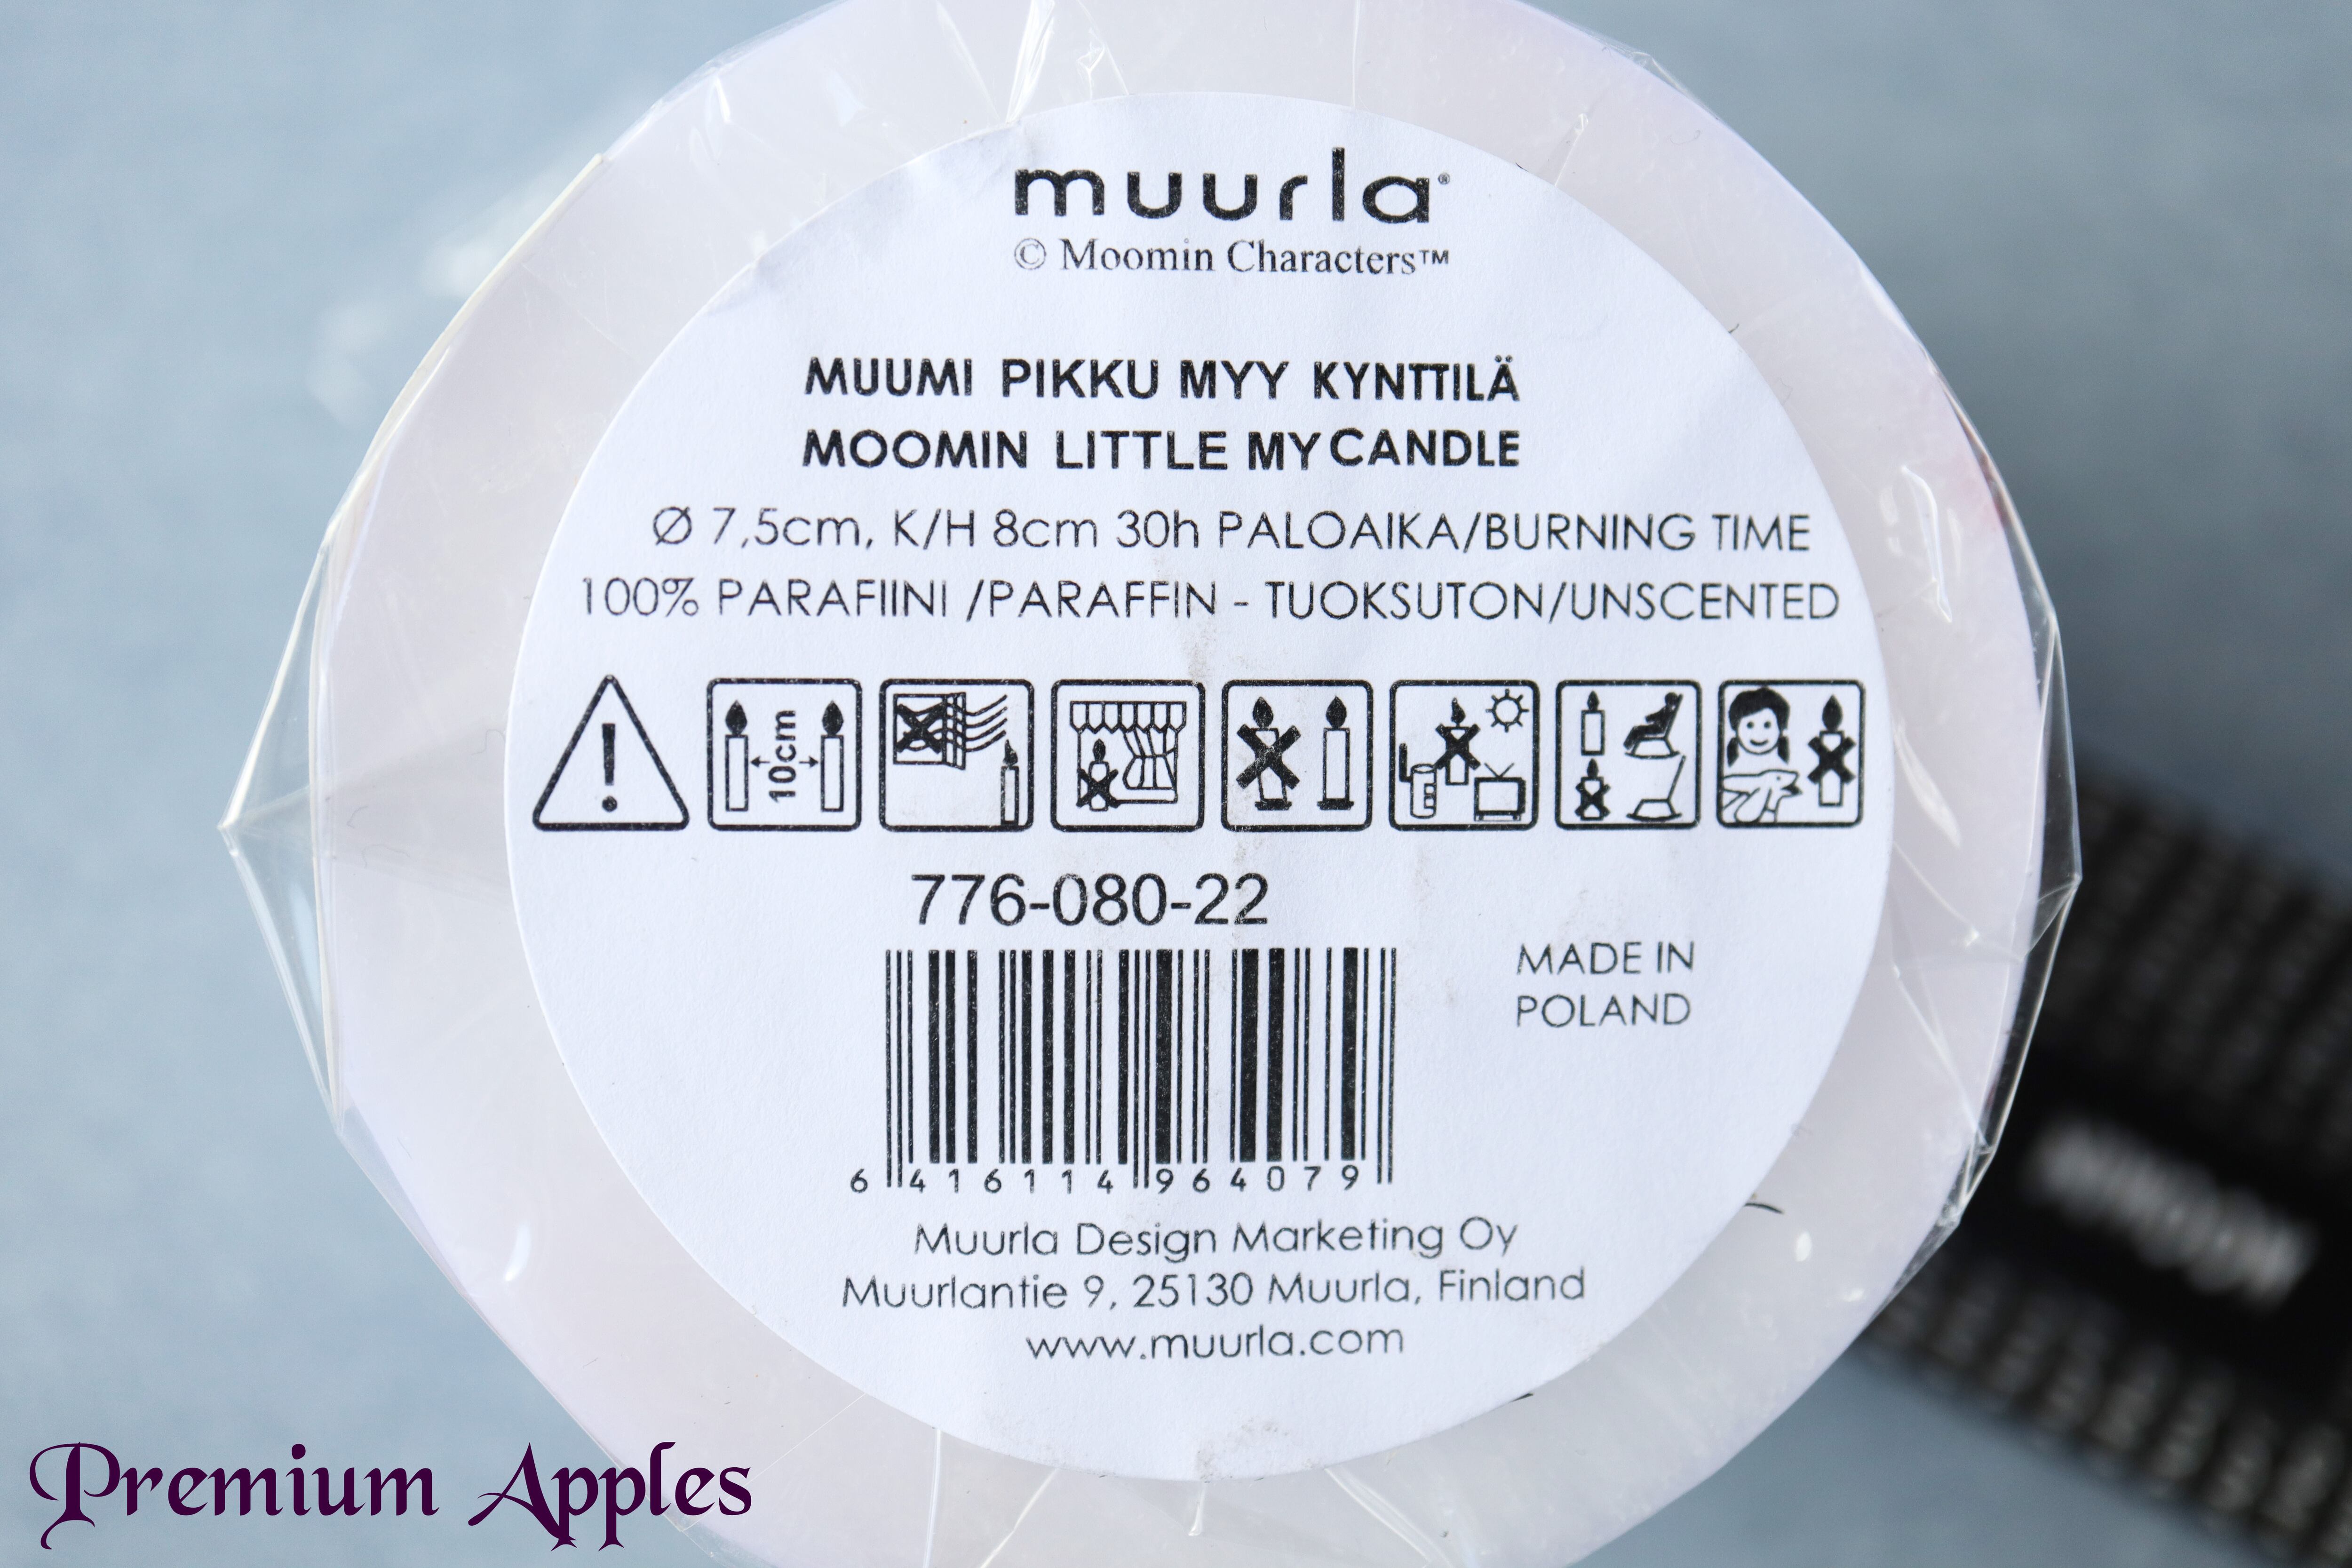 muurla®
© Moomin Characters™
MUUMI PIKKU MYY KYNTTILÄ
MOOMIN LITTLE MY CANDLE
Ø 7,5cm, K/H 8cm 30h PALOAIKA/BURNING TIME
100% PARAFIINI /PARAFFIN - TUOKSUTON/UNSCENTED
10cm
776-080-22
MADE IN
POLAND
6 416114 964079
Muurla Design Marketing Oy
Muurlantie 9, 25130 Muurla, Finland
www.muurla.com
Premium Apples